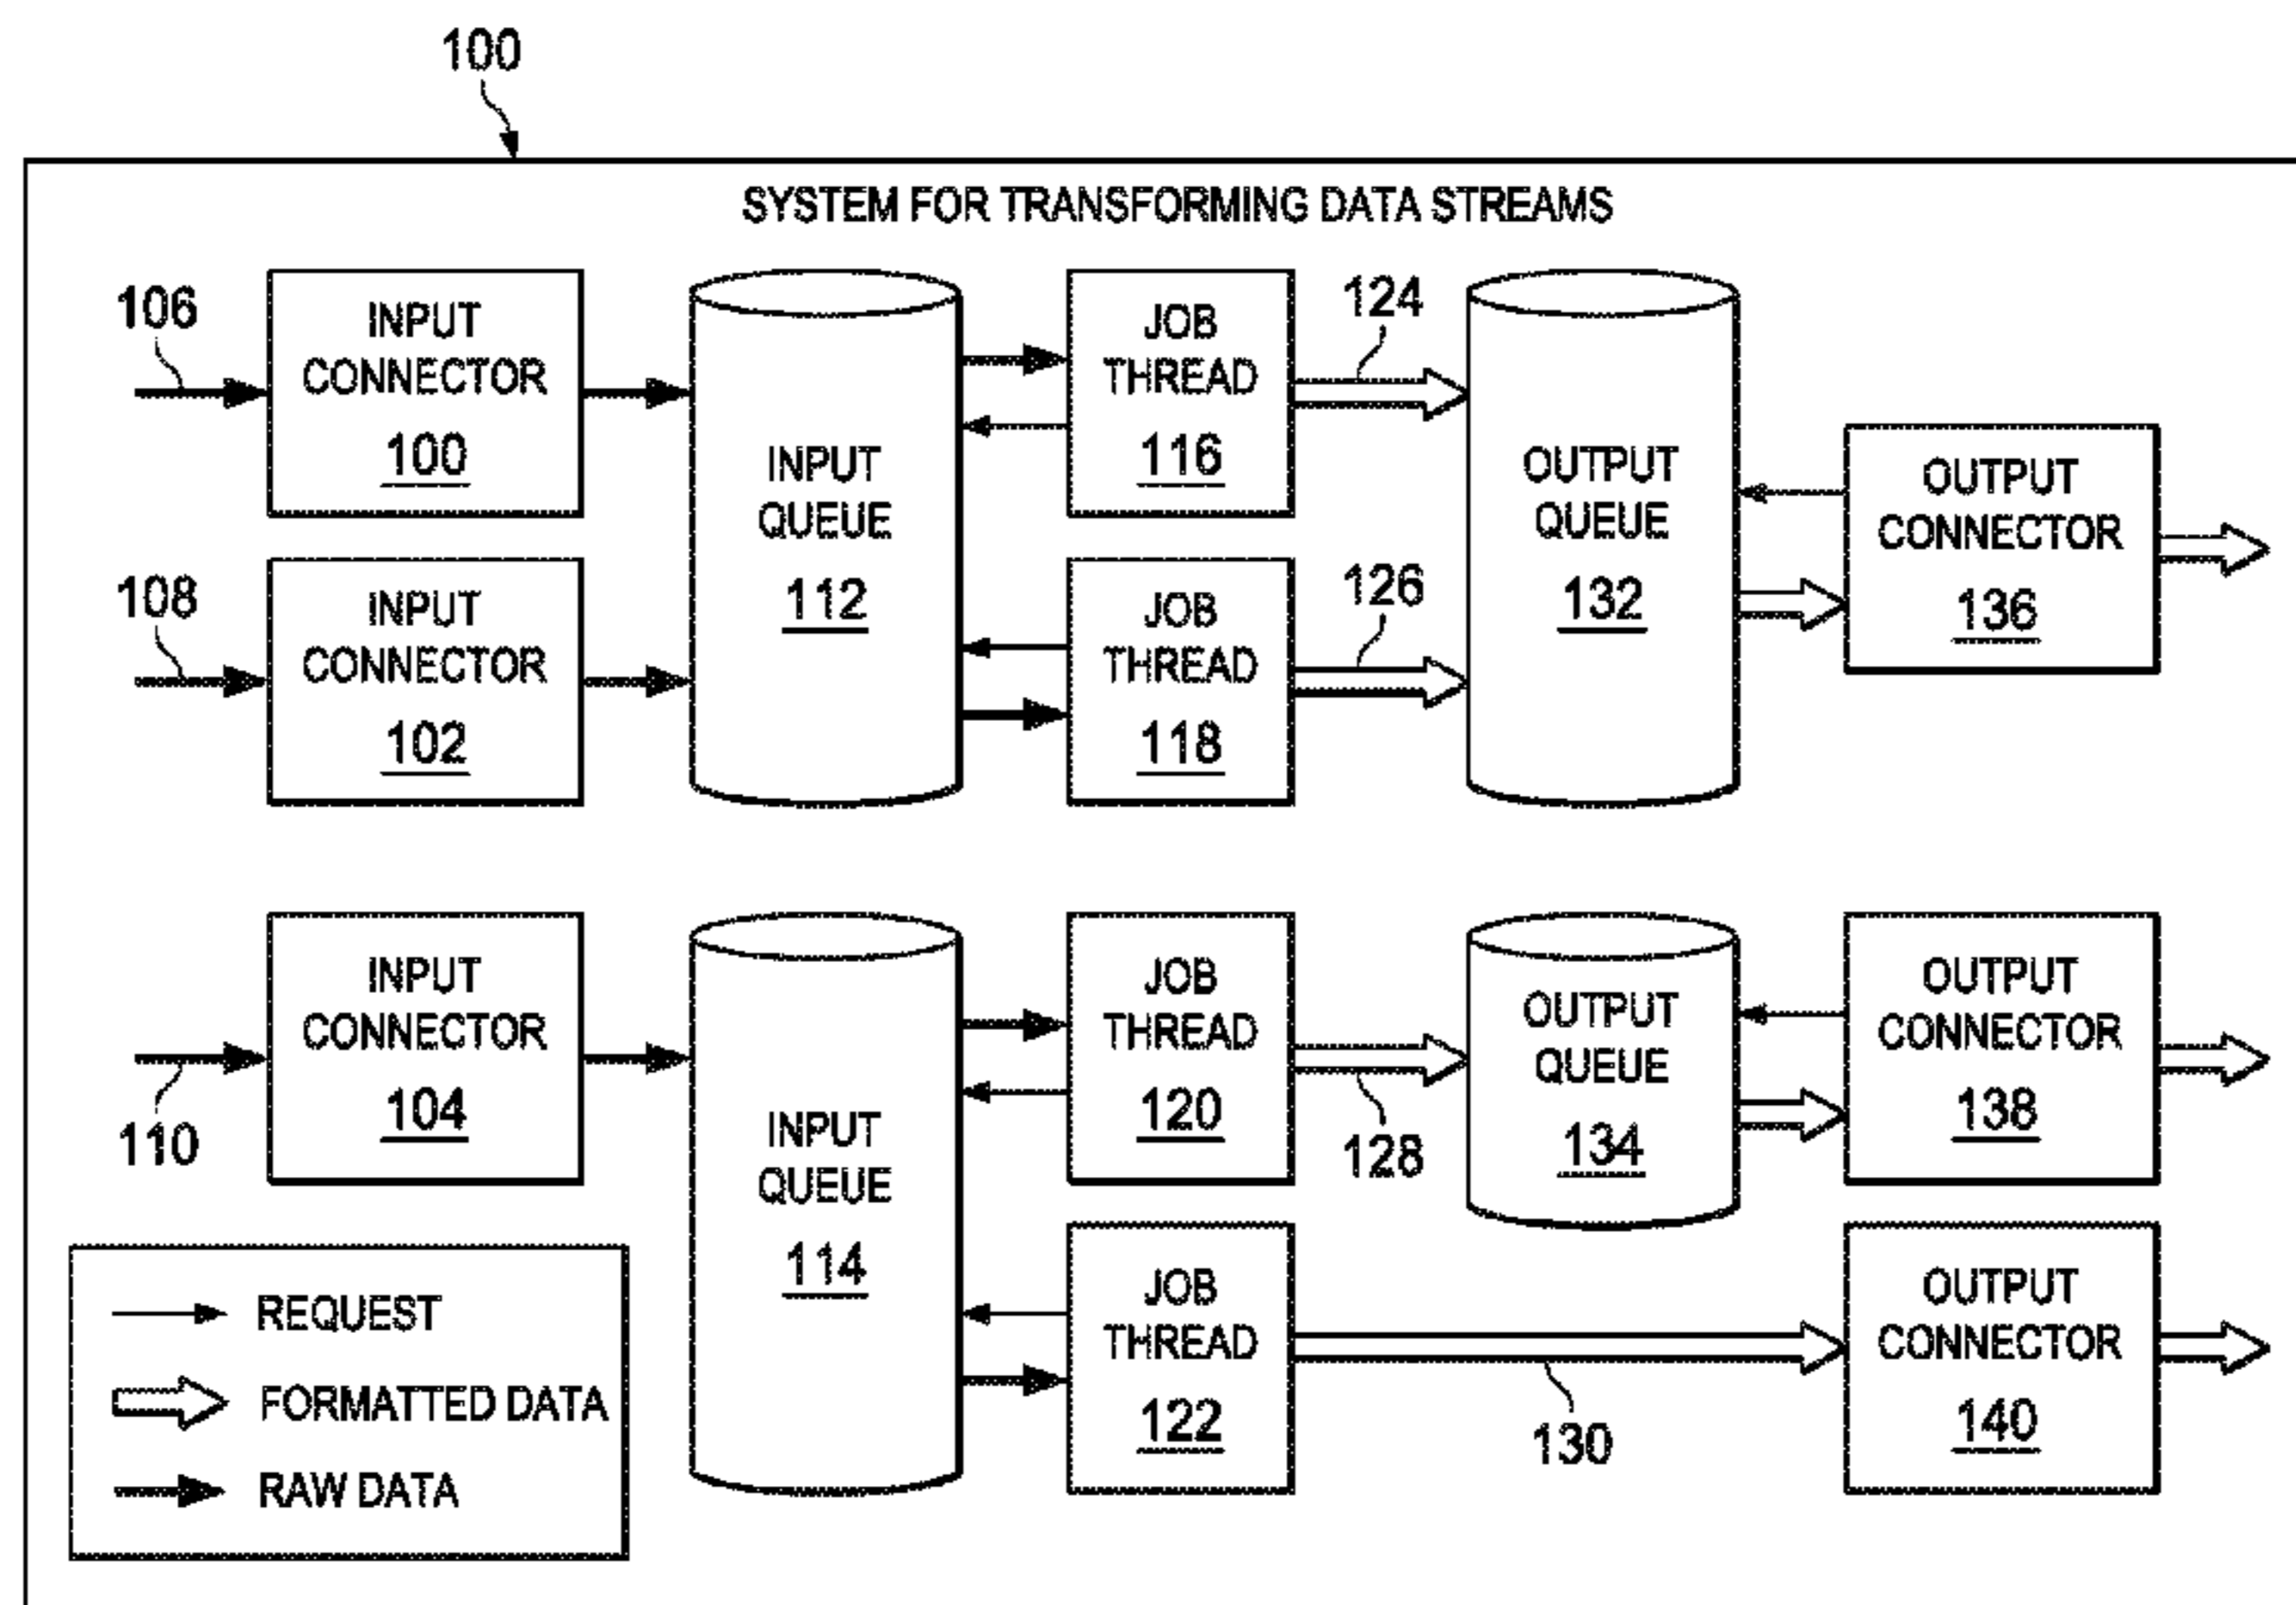 100
SYSTEM FOR TRANSFORMING DATA STREAMS
106
INPUT
CONNECTOR
100
108
INPUT
CONNECTOR
102
INPUT
QUEUE
112
JOB
THREAD
116
JOB
THREAD
118
124
126
OUTPUT
QUEUE
132
OUTPUT
CONNECTOR
136
110
INPUT
CONNECTOR
104
INPUT
QUEUE
114
JOB
THREAD
120
JOB
THREAD
122
128
130
OUTPUT
QUEUE
134
OUTPUT
CONNECTOR
138
OUTPUT
CONNECTOR
140
REQUEST
FORMATTED DATA
RAW DATA